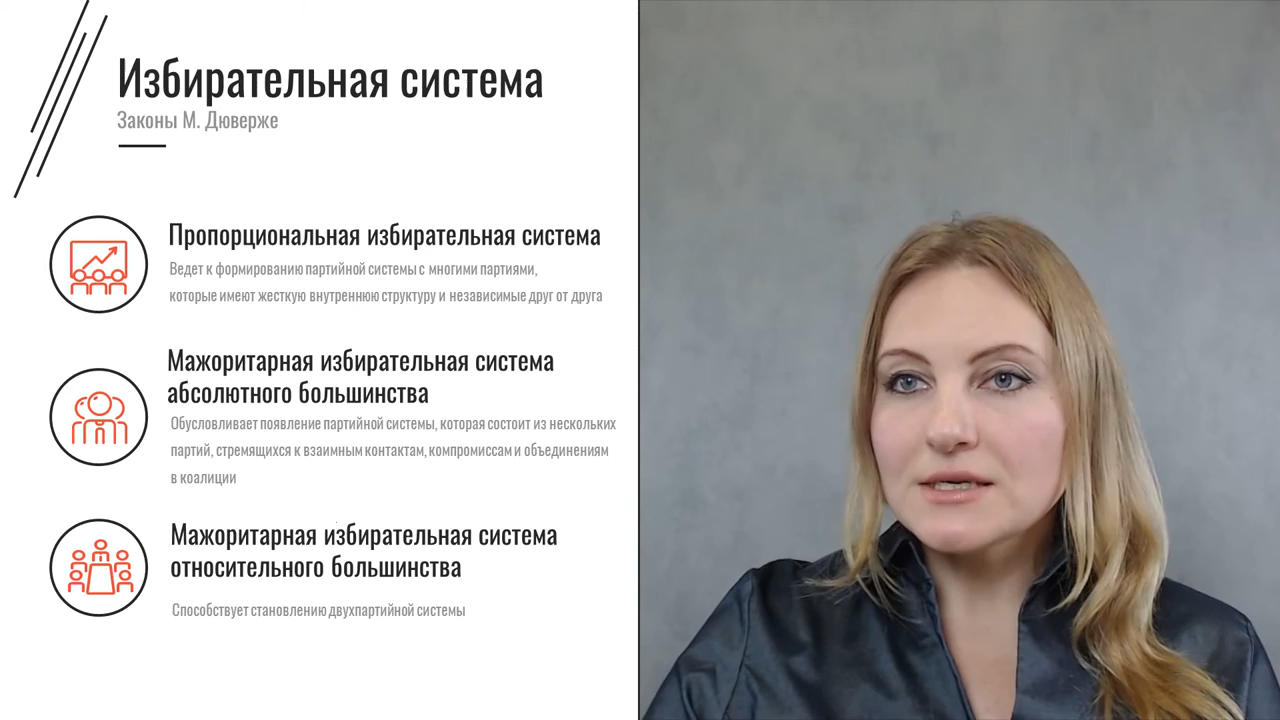 Избирательная система
Законы М. Дюверже
Пропорциональная избирательная система
Ведет к формированию партийной системы с многими партиями,
которые имеют жесткую внутреннюю структуру и независимые друг от друга
Мажоритарная избирательная система
абсолютного большинства
Обусловливает появление партийной системы, которая состоит из нескольких
партий, стремящихся к взаимным контактам, компромиссам и объединениям
в коалиции
Мажоритарная избирательная система
относительного большинства
Способствует становлению двухпартийной системы